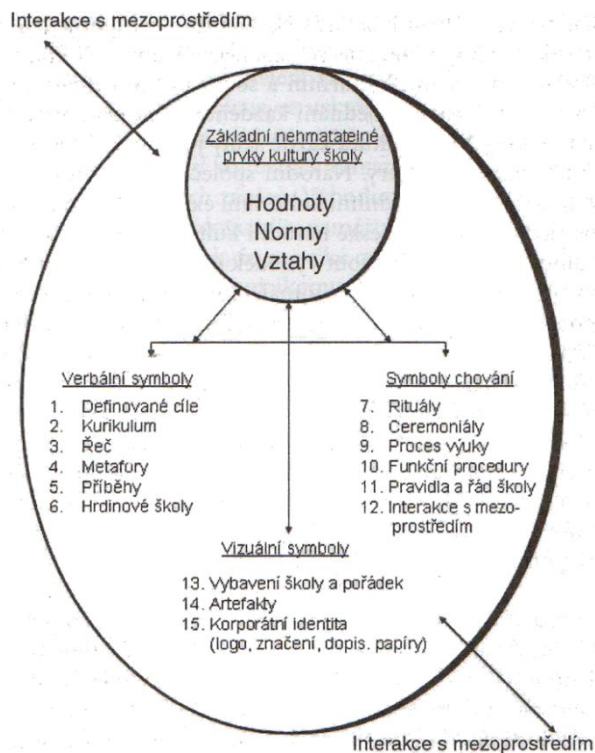 Interakce s mezoprostředím
Základní nehmatatelné
prvky kultury školy
Hodnoty
Normy
Vztahy
Verbální symboly
1. Definované cíle
2. Kurikulum
3. Řeč
4. Metafory
5. Příběhy
6. Hrdinové školy
Symboly chování
7. Rituály
8. Ceremoniály
9. Proces výuky
10. Funkční procedury
11. Pravidla a řád školy
12. Interakce s mezo-
prostředím
Vizuální symboly
13. Vybavení školy a pořádek
14. Artefakty
15. Korporátní identita
(logo, značení, dopis. papíry)
Interakce s mezoprostředím